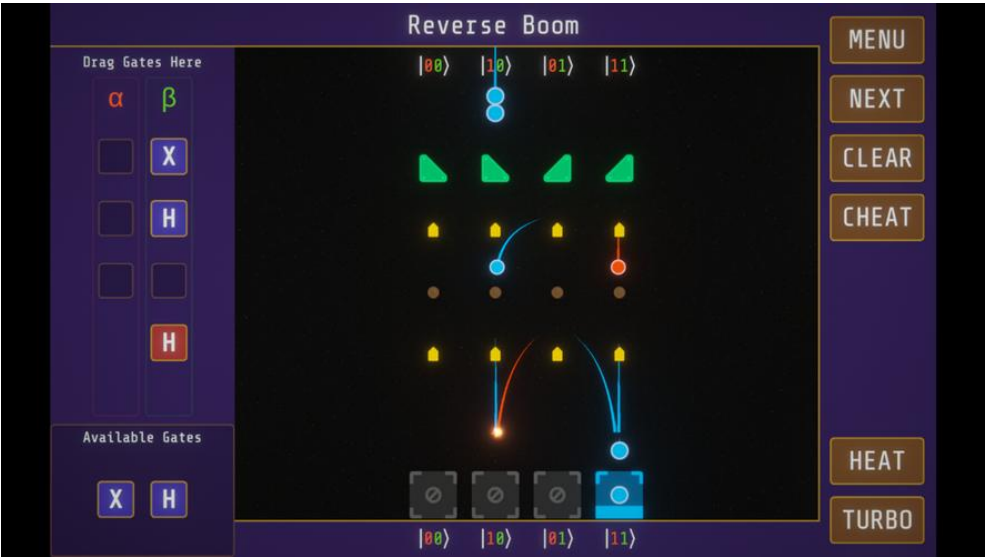 Reverse Boom
MENU
Drag Gates Here
|00⟩ |10⟩ |01⟩ |11⟩
α β
NEXT
X
CLEAR
H
CHEAT
H
Available Gates
X H
HEAT
TURBO
|00⟩ |10⟩ |01⟩ |11⟩